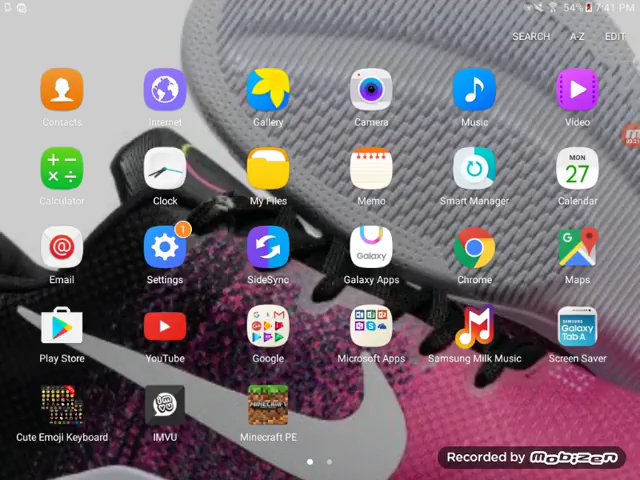 54% 7:41 PM
SEARCH A-Z EDIT
Contacts Internet Gallery Camera Music Video
MON
27
Calculator Clock My Files Memo Smart Manager Calendar
1
Galaxy
G
Email Settings SideSync Galaxy Apps Chrome Maps
SAMSUNG
Galaxy
Tab A
Play Store YouTube Google Microsoft Apps Samsung Milk Music Screen Saver
MINECRAFT
Cute Emoji Keyboard IMVU Minecraft PE
Recorded by Mobizen